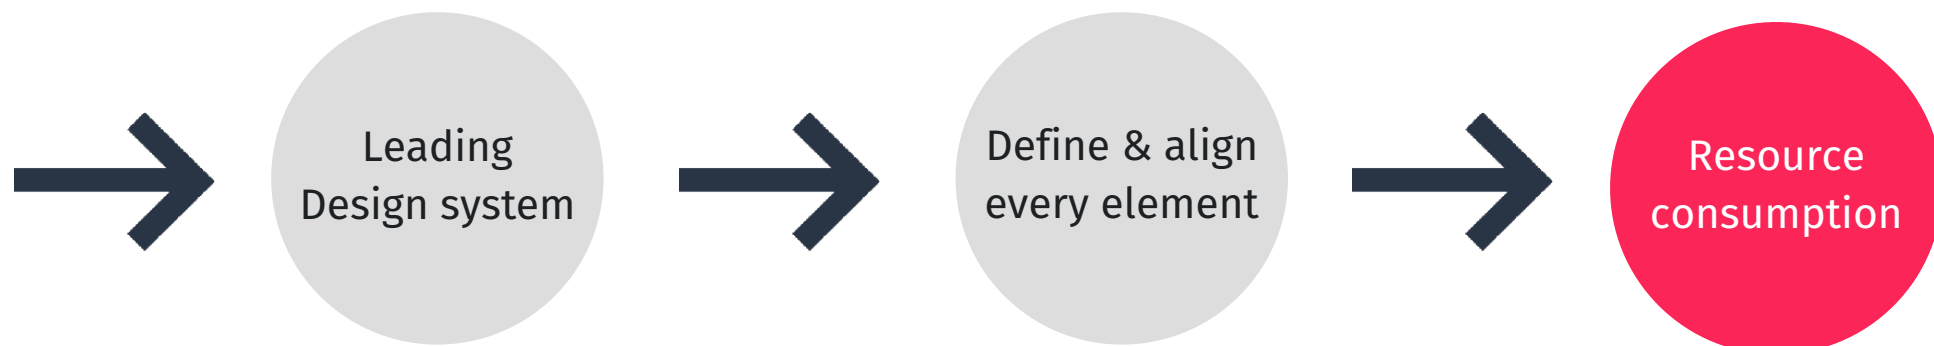 Leading
Design system
Define & align
every element
Resource
consumption